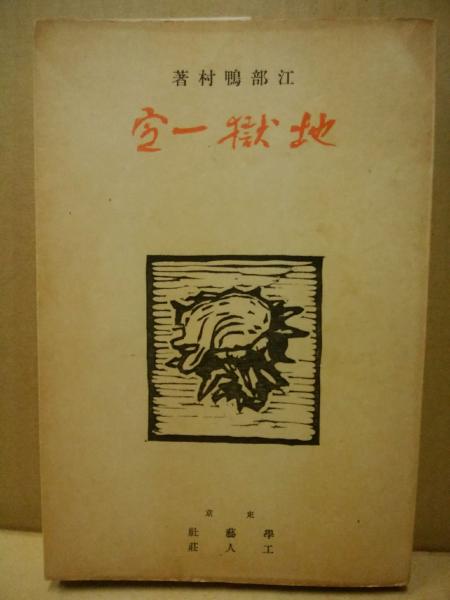 江部鴨村著
地獄一定
東京
學藝社
工人莊